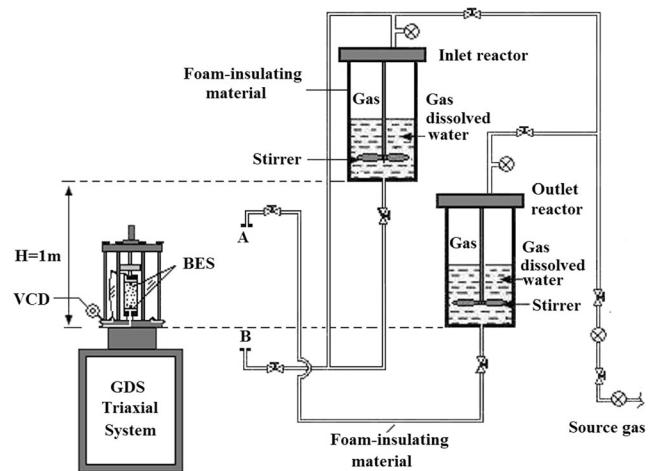 Inlet reactor
Foam-insulating
material
Gas
Gas
dissolved
water
Stirrer
Outlet
reactor
A
Gas
Gas
dissolved
water
H=1m
BES
Stirrer
VCD
B
GDS
Triaxial
System
Foam-insulating
material
Source gas